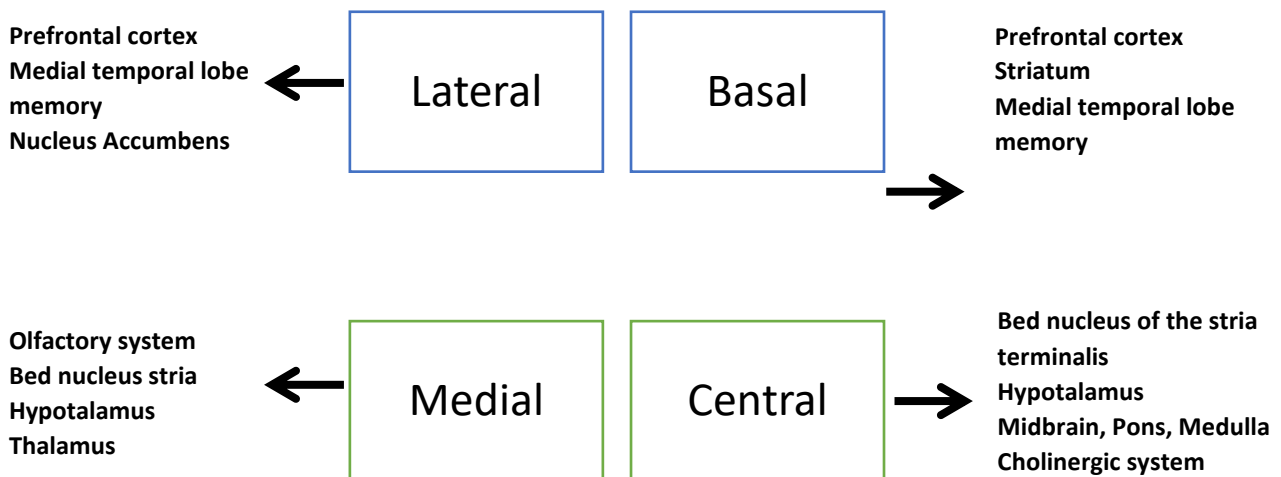 Prefrontal cortex
Medial temporal lobe
memory
Nucleus Accumbens
Lateral
Basal
Prefrontal cortex
Striatum
Medial temporal lobe
memory
Olfactory system
Bed nucleus stria
Hypotalamus
Thalamus
Medial
Central
Bed nucleus of the stria
terminalis
Hypotalamus
Midbrain, Pons, Medulla
Cholinergic system